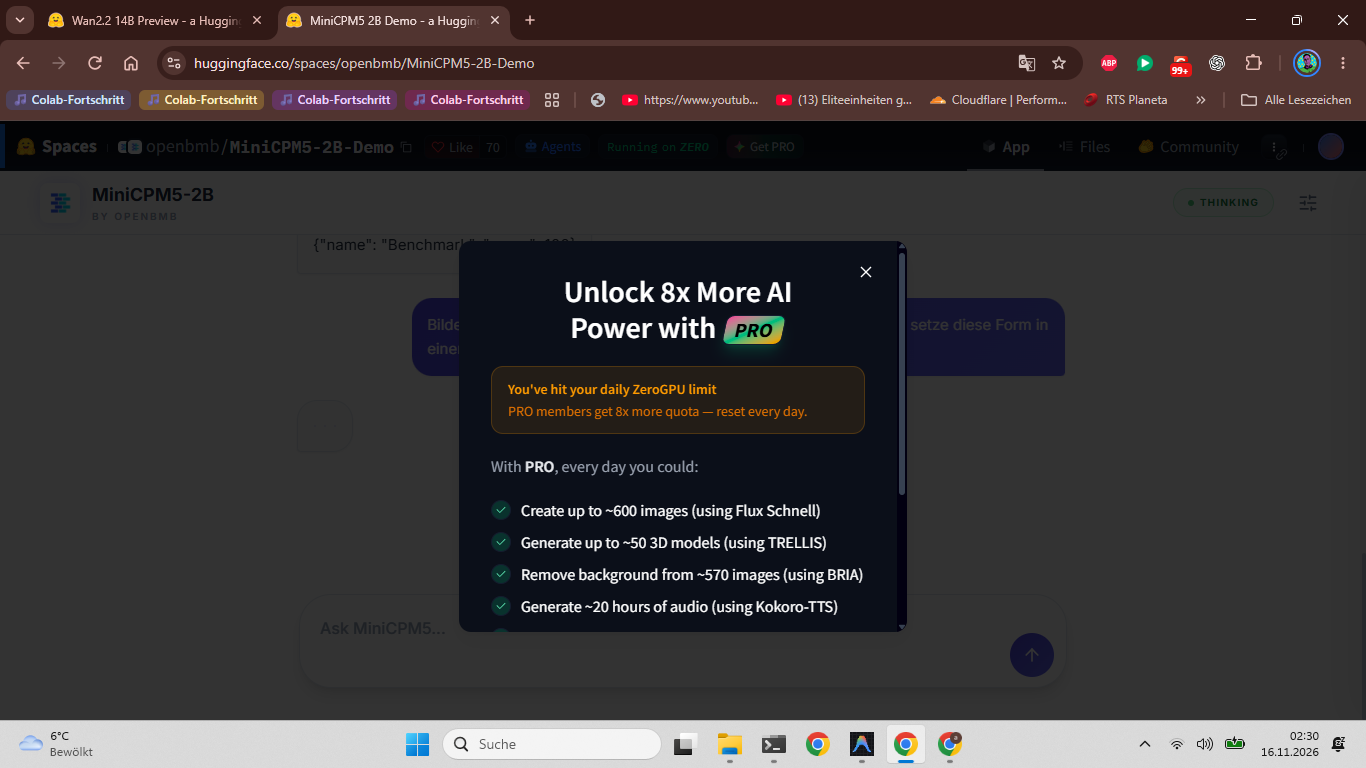 Wan2.2 14B Preview - a Hugging
MiniCPM5 2B Demo - a Hugging
huggingface.co/spaces/openbmb/MiniCPM5-2B-Demo
ABP
99+
Colab-Fortschritt
Colab-Fortschritt
Colab-Fortschritt
Colab-Fortschritt
https://www.youtub...
(13) Eliteeinheiten g...
Cloudflare | Perform...
RTS Planeta
Alle Lesezeichen
Spaces
openbmb/MiniCPM5-2B-Demo
Like 70
Agents
Running on ZERO
Get PRO
App
Files
Community
MiniCPM5-2B
BY OPENBMB
THINKING
{"name": "Benchmark
setze diese Form in
Unlock 8x More AI
Power with PRO
You've hit your daily ZeroGPU limit
PRO members get 8x more quota — reset every day.
With PRO, every day you could:
Create up to ~600 images (using Flux Schnell)
Generate up to ~50 3D models (using TRELLIS)
Remove background from ~570 images (using BRIA)
Generate ~20 hours of audio (using Kokoro-TTS)
Ask MiniCPM5...
6°C
Bewölkt
Suche
02:30
16.11.2026